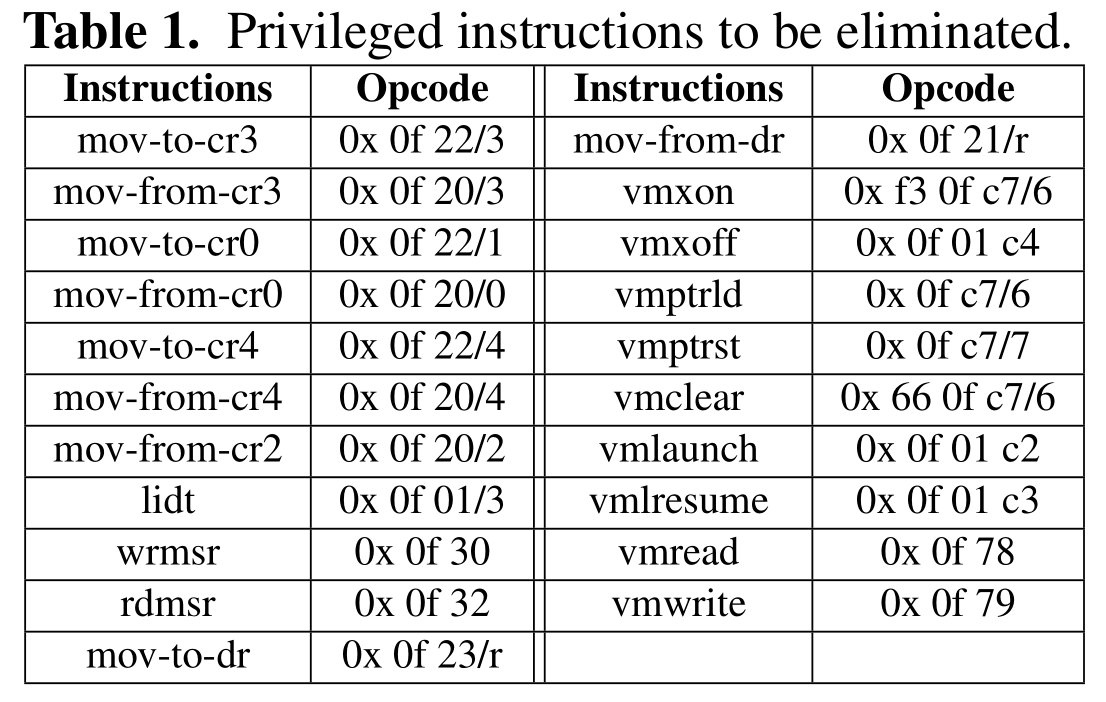 Table 1. Privileged instructions to be eliminated.
Instructions Opcode Instructions Opcode
mov-to-cr3 0x 0f 22/3 mov-from-dr 0x 0f 21/r
mov-from-cr3 0x 0f 20/3 vmxon 0x f3 0f c7/6
mov-to-cr0 0x 0f 22/1 vmxoff 0x 0f 01 c4
mov-from-cr0 0x 0f 20/0 vmptrld 0x 0f c7/6
mov-to-cr4 0x 0f 22/4 vmptrst 0x 0f c7/7
mov-from-cr4 0x 0f 20/4 vmclear 0x 66 0f c7/6
mov-from-cr2 0x 0f 20/2 vmlaunch 0x 0f 01 c2
lidt 0x 0f 01/3 vmlresume 0x 0f 01 c3
wrmsr 0x 0f 30 vmread 0x 0f 78
rdmsr 0x 0f 32 vmwrite 0x 0f 79
mov-to-dr 0x 0f 23/r